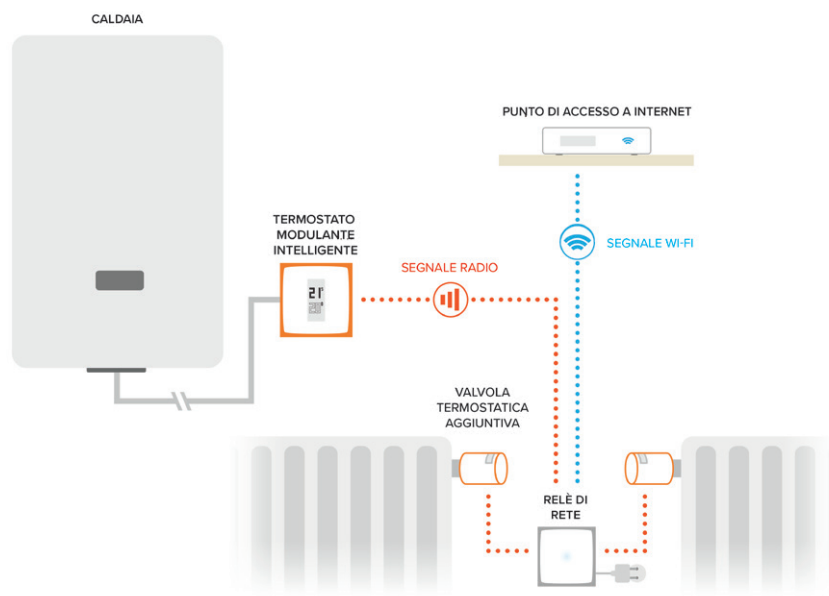 CALDAIA
PUNTO DI ACCESSO A INTERNET
TERMOSTATO
MODULANTE
INTELLIGENTE
SEGNALE WI-FI
SEGNALE RADIO
21°
VALVOLA
TERMOSTATICA
AGGIUNTIVA
RELÈ DI
RETE